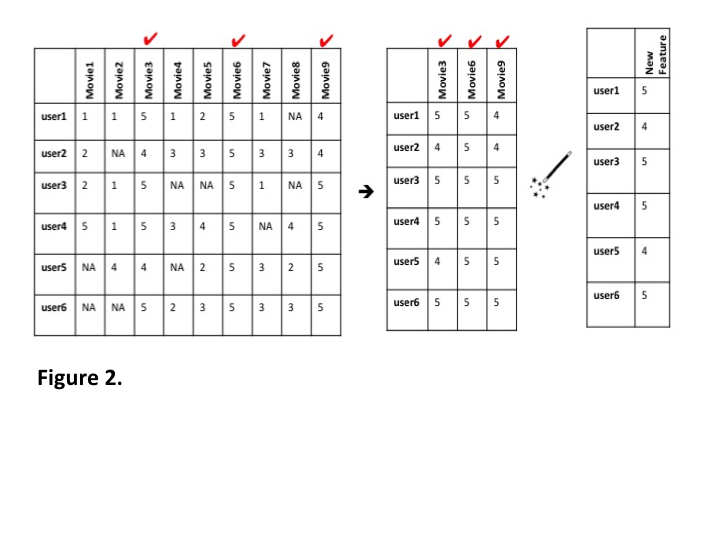 Movie1 Movie2 Movie3 Movie4 Movie5 Movie6 Movie7 Movie8 Movie9
user1 1 1 5 1 2 5 1 NA 4
user2 2 NA 4 3 3 5 3 3 4
user3 2 1 5 NA NA 5 1 NA 5
user4 5 1 5 3 4 5 NA 4 5
user5 NA 4 4 NA 2 5 3 2 5
user6 NA NA 5 2 3 5 3 3 5
Movie3 Movie6 Movie9
user1 5 5 4
user2 4 5 4
user3 5 5 5
user4 5 5 5
user5 4 5 5
user6 5 5 5
New
Feature
user1 5
user2 4
user3 5
user4 5
user5 4
user6 5
Figure 2.